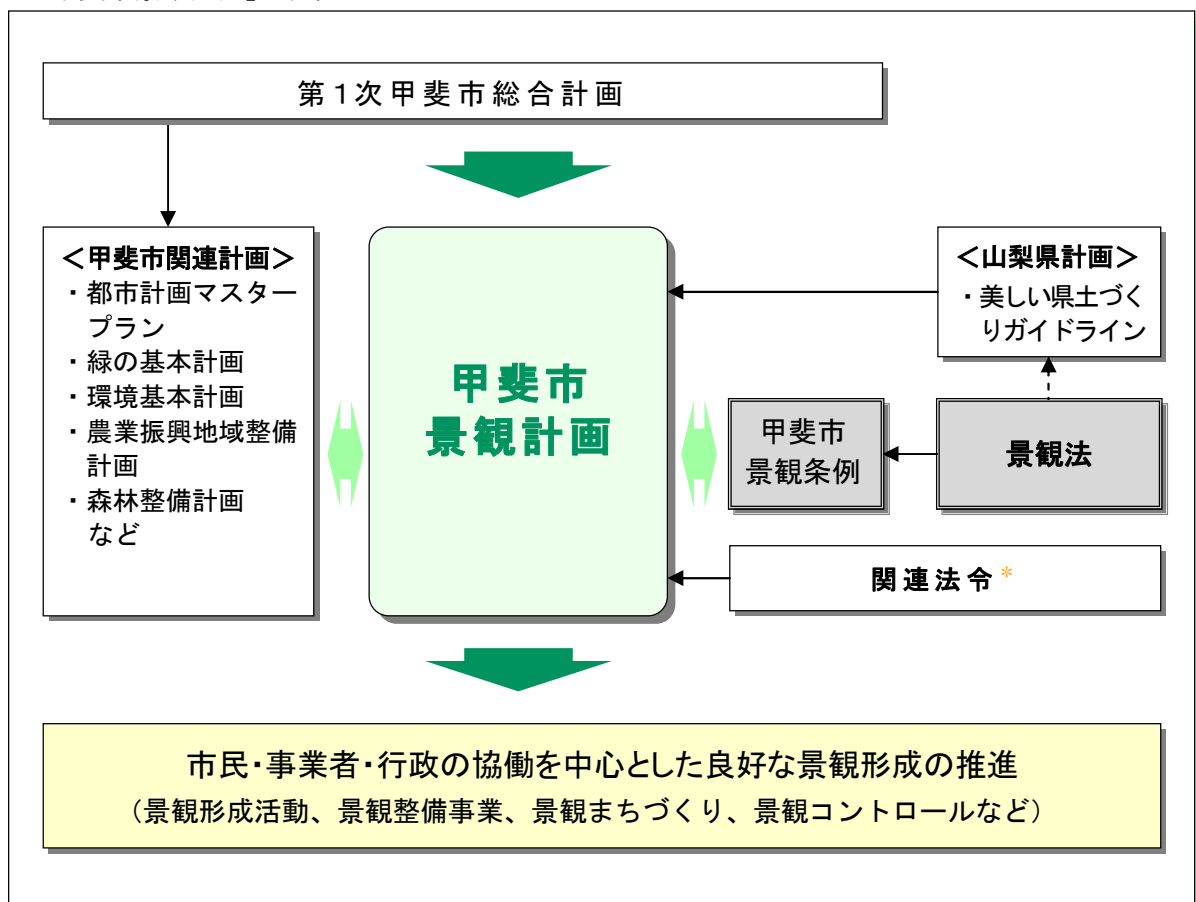 第1次甲斐市総合計画
＜甲斐市関連計画＞
・都市計画マスター
プラン
・緑の基本計画
・環境基本計画
・農業振興地域整備
計画
・森林整備計画
など
甲斐市
景観計画
＜山梨県計画＞
・美しい県土づく
りガイドライン
甲斐市
景観条例
景観法
関連法令*
市民・事業者・行政の協働を中心とした良好な景観形成の推進
（景観形成活動、景観整備事業、景観まちづくり、景観コントロールなど）